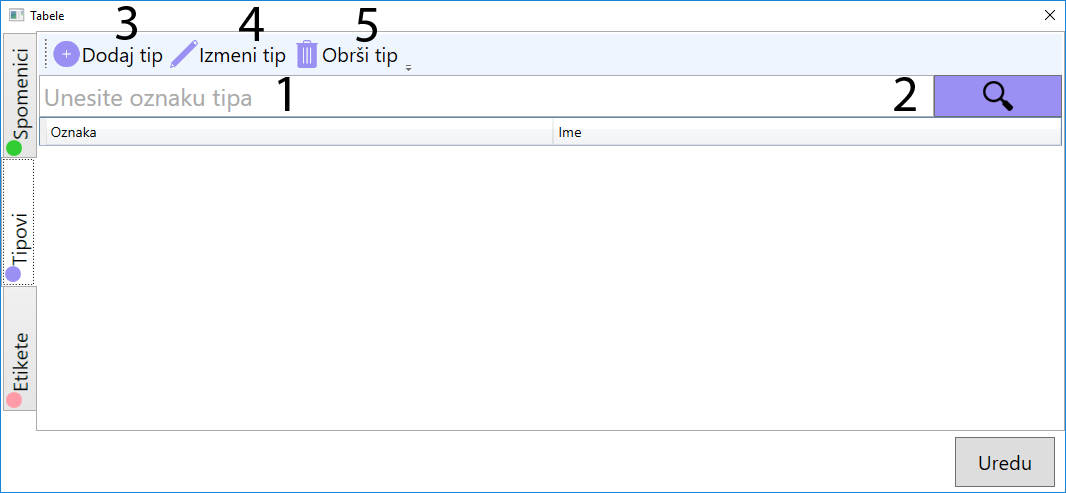 Tabele
3 4 5
Dodaj tip Izmeni tip Obrši tip
Unesite oznaku tipa 1 2
Oznaka Ime
Spomenici
Tipovi
Etikete
Uredu